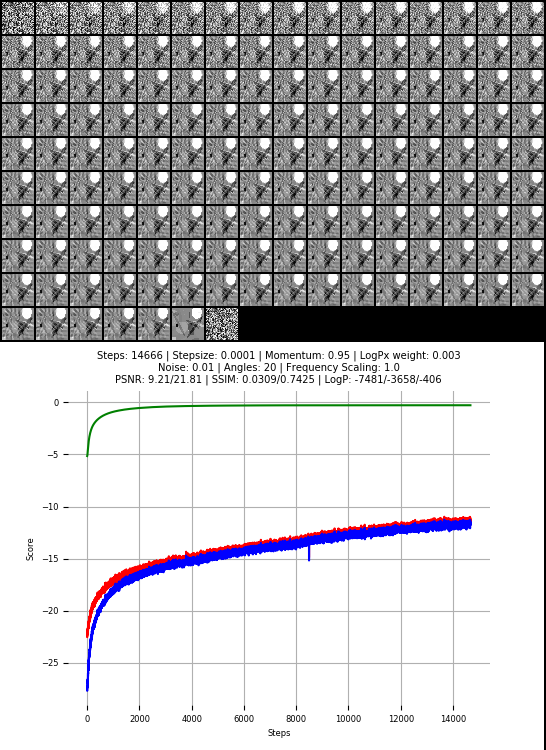 Steps: 14666 | Stepsize: 0.0001 | Momentum: 0.95 | LogPx weight: 0.003
Noise: 0.01 | Angles: 20 | Frequency Scaling: 1.0
PSNR: 9.21/21.81 | SSIM: 0.0309/0.7425 | LogP: -7481/-3658/-406
0
−5
−10
−15
−20
−25
Score
0 2000 4000 6000 8000 10000 12000 14000
Steps